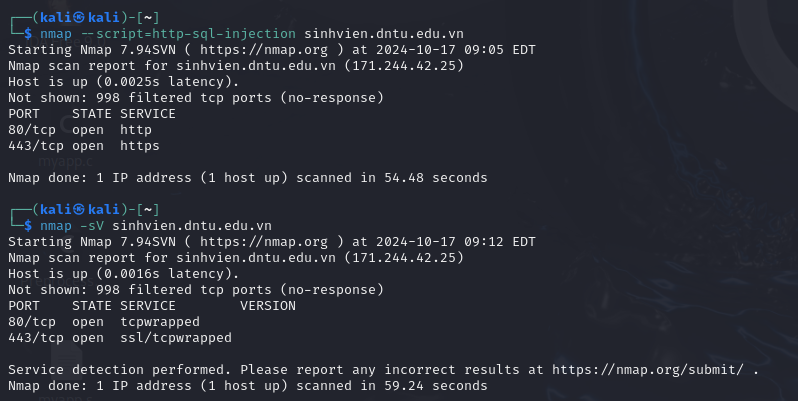 ┌──(kali㉿kali)-[~]
└─$ nmap --script=http-sql-injection sinhvien.dntu.edu.vn
Starting Nmap 7.94SVN ( https://nmap.org ) at 2024-10-17 09:05 EDT
Nmap scan report for sinhvien.dntu.edu.vn (171.244.42.25)
Host is up (0.0025s latency).
Not shown: 998 filtered tcp ports (no-response)
PORT    STATE SERVICE
80/tcp  open  http
443/tcp open  https
Nmap done: 1 IP address (1 host up) scanned in 54.48 seconds
┌──(kali㉿kali)-[~]
└─$ nmap -sV sinhvien.dntu.edu.vn
Starting Nmap 7.94SVN ( https://nmap.org ) at 2024-10-17 09:12 EDT
Nmap scan report for sinhvien.dntu.edu.vn (171.244.42.25)
Host is up (0.0016s latency).
Not shown: 998 filtered tcp ports (no-response)
PORT    STATE SERVICE        VERSION
80/tcp  open  tcpwrapped
443/tcp open  ssl/tcpwrapped
Service detection performed. Please report any incorrect results at https://nmap.org/submit/ .
Nmap done: 1 IP address (1 host up) scanned in 59.24 seconds